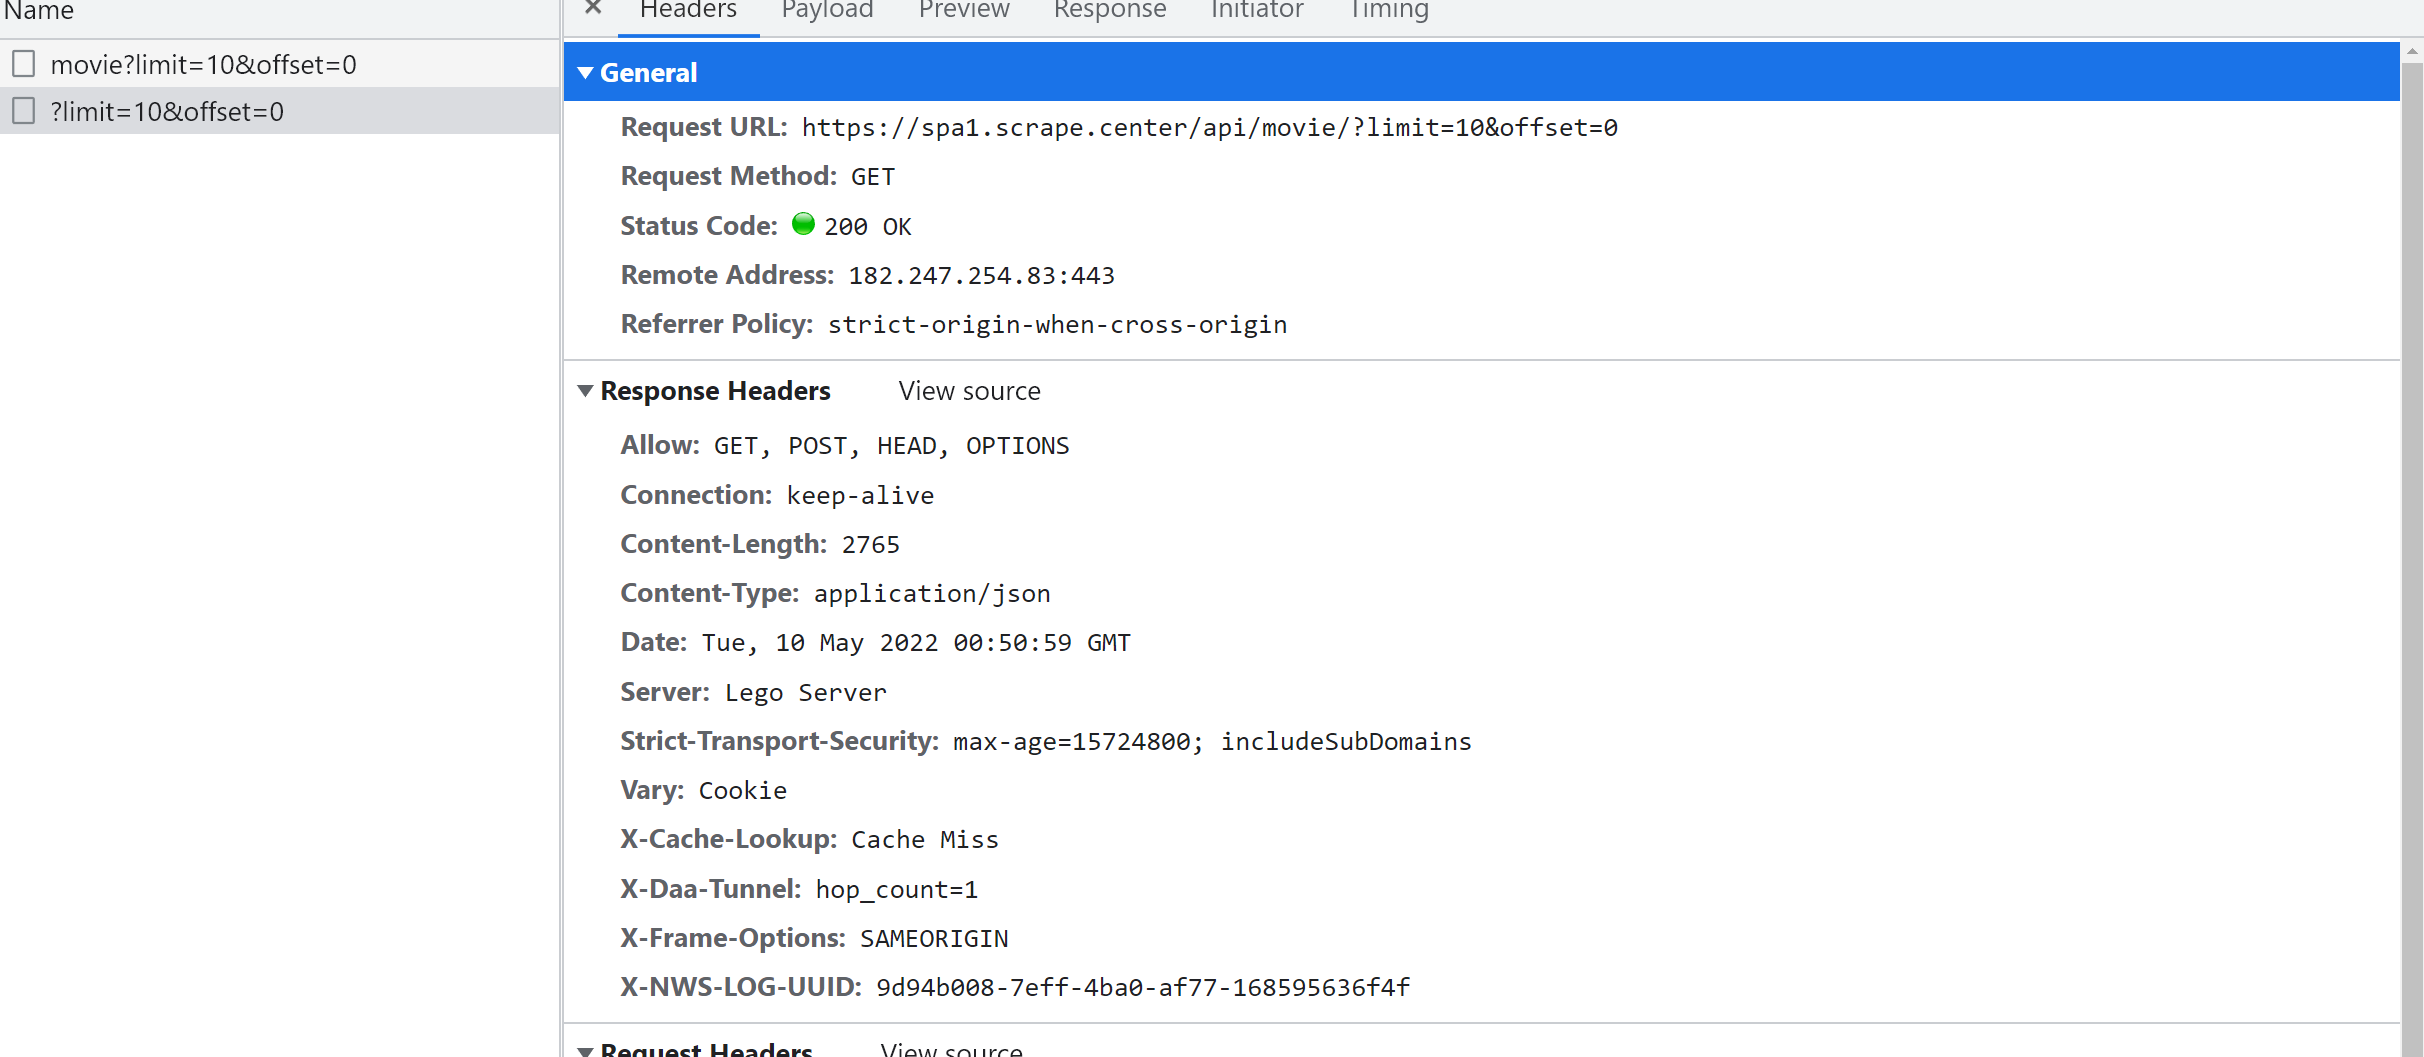 Name
movie?limit=10&offset=0
?limit=10&offset=0
× Headers Payload Preview Response Initiator Timing
General
Request URL: https://spa1.scrape.center/api/movie/?limit=10&offset=0
Request Method: GET
Status Code: 200 OK
Remote Address: 182.247.254.83:443
Referrer Policy: strict-origin-when-cross-origin
Response Headers View source
Allow: GET, POST, HEAD, OPTIONS
Connection: keep-alive
Content-Length: 2765
Content-Type: application/json
Date: Tue, 10 May 2022 00:50:59 GMT
Server: Lego Server
Strict-Transport-Security: max-age=15724800; includeSubDomains
Vary: Cookie
X-Cache-Lookup: Cache Miss
X-Daa-Tunnel: hop_count=1
X-Frame-Options: SAMEORIGIN
X-NWS-LOG-UUID: 9d94b008-7eff-4ba0-af77-168595636f4f
Request Headers View source